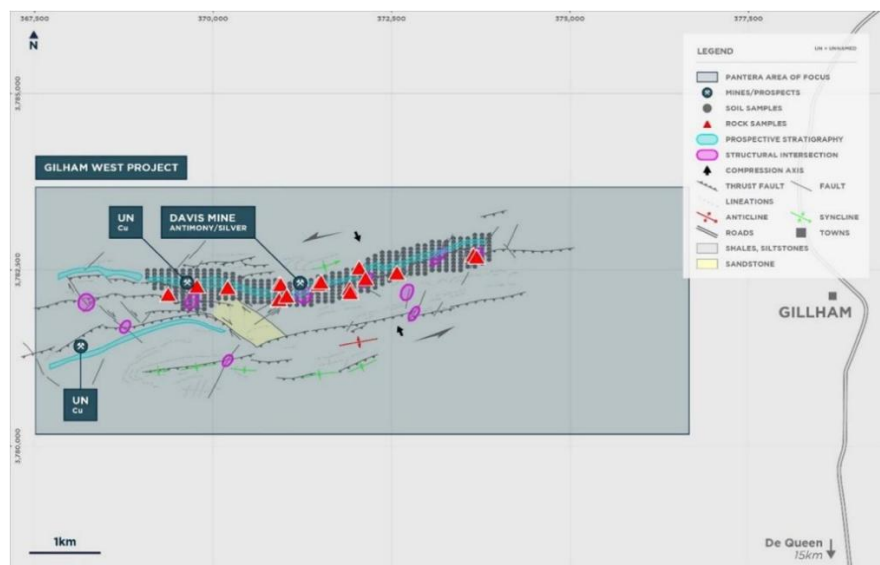 367,500
370,000
372,500
375,000
377,500
N
3,785,000
3,782,500
3,780,000
LEGEND
UN = UNNAMED
PANTERA AREA OF FOCUS
MINES/PROSPECTS
SOIL SAMPLES
ROCK SAMPLES
PROSPECTIVE STRATIGRAPHY
STRUCTURAL INTERSECTION
COMPRESSION AXIS
THRUST FAULT
FAULT
LINEATIONS
ANTICLINE
SYNCLINE
ROADS
TOWNS
SHALES, SILTSTONES
SANDSTONE
GILHAM WEST PROJECT
UN
Cu
DAVIS MINE
ANTIMONY/SILVER
GILLHAM
UN
Cu
1km
De Queen
15km